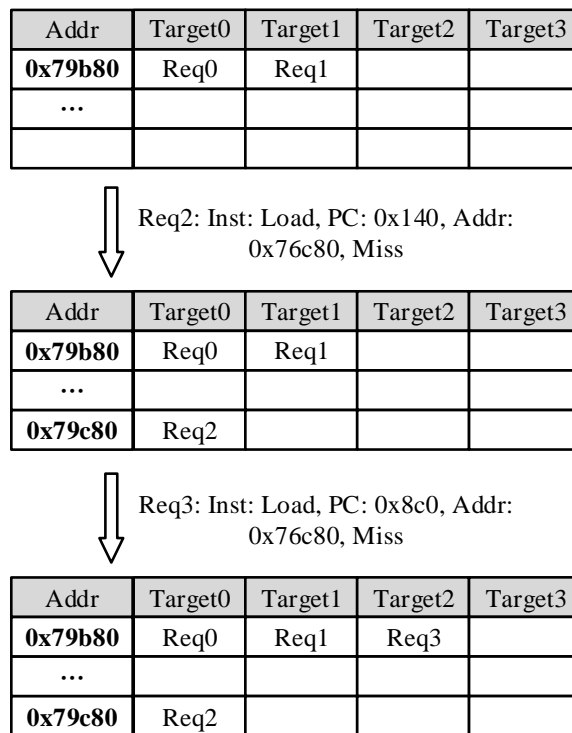 Addr Target0 Target1 Target2 Target3
0x79b80 Req0 Req1
...
Req2: Inst: Load, PC: 0x140, Addr:
0x76c80, Miss
Addr Target0 Target1 Target2 Target3
0x79b80 Req0 Req1
...
0x79c80 Req2
Req3: Inst: Load, PC: 0x8c0, Addr:
0x76c80, Miss
Addr Target0 Target1 Target2 Target3
0x79b80 Req0 Req1 Req3
...
0x79c80 Req2